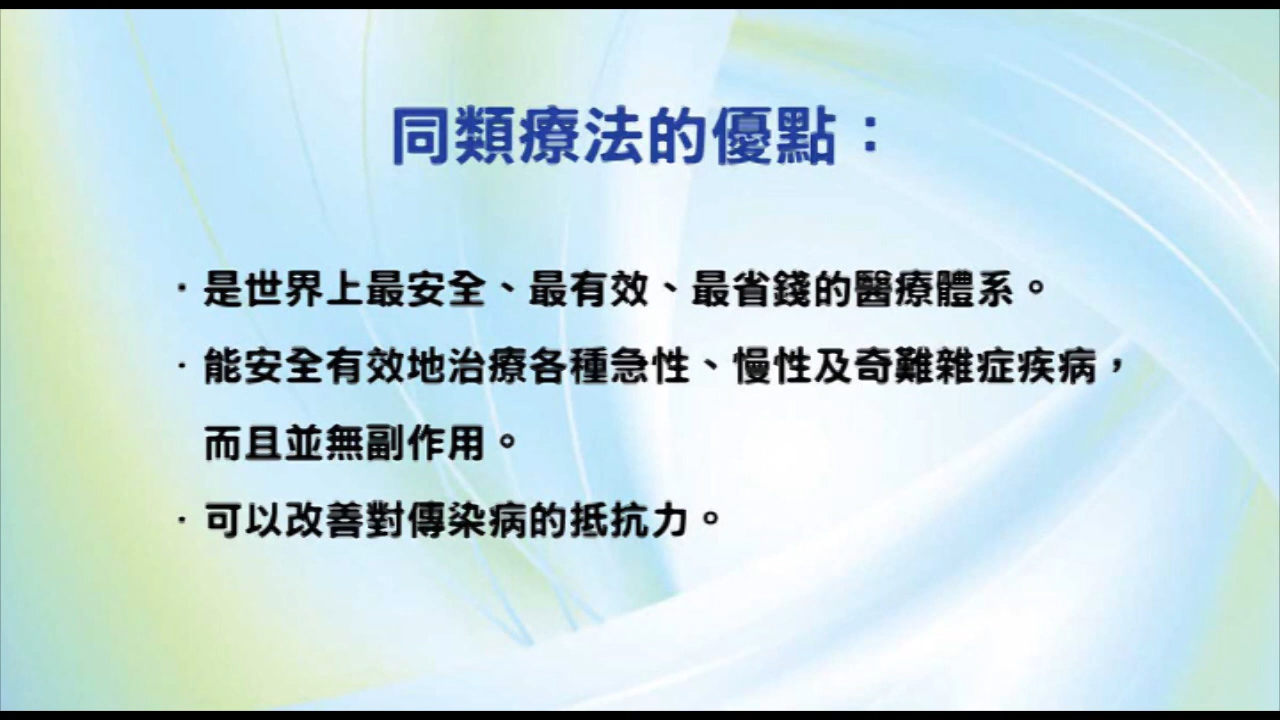 同類療法的優點：
· 是世界上最安全、最有效、最省錢的醫療體系。
· 能安全有效地治療各種急性、慢性及奇難雜症疾病，
而且並無副作用。
· 可以改善對傳染病的抵抗力。